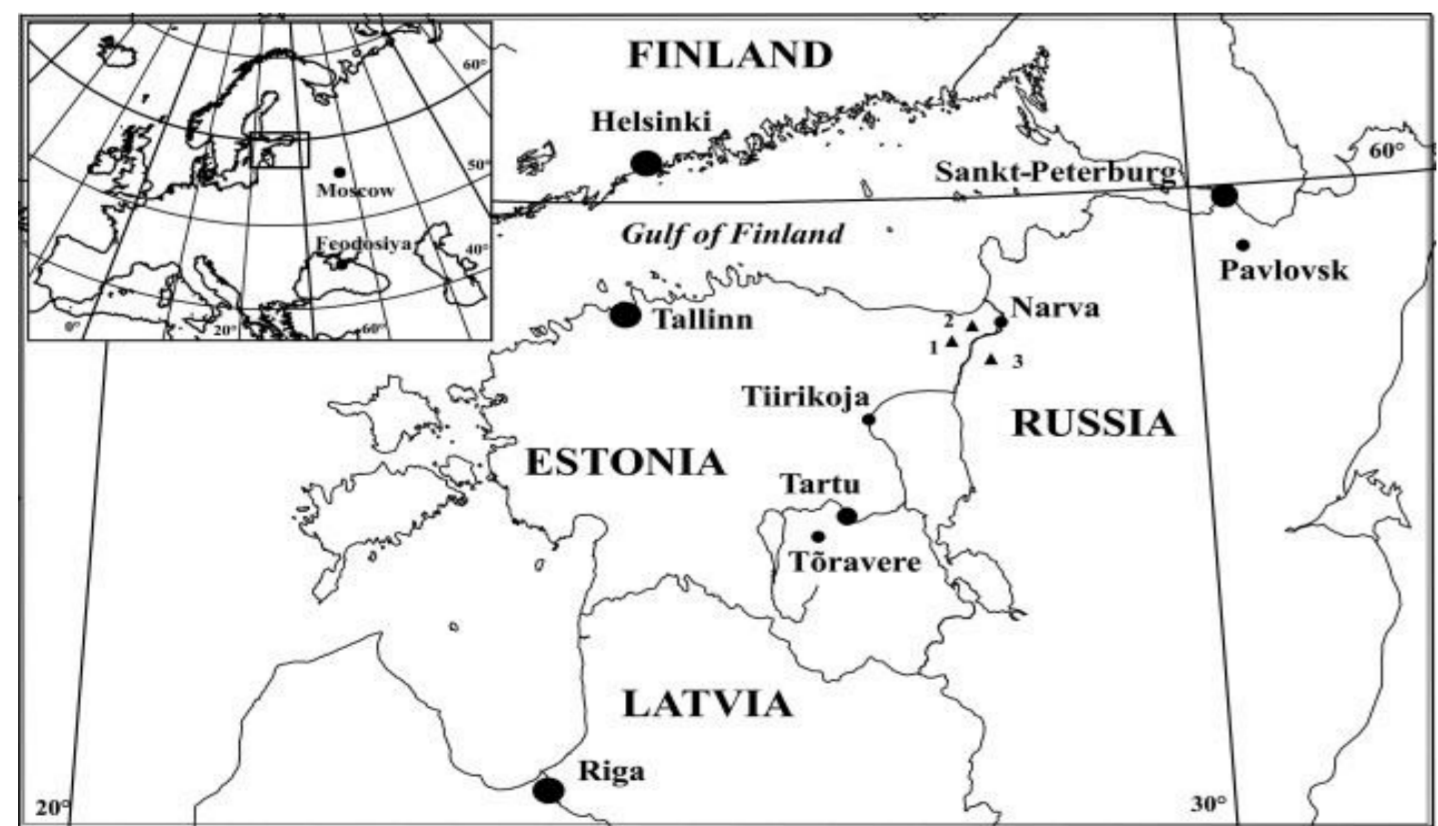 60°
50°
Moscow
Feodosiya
40°
0°
20°
60°
FINLAND
Helsinki
60°
Sankt-Peterburg
Gulf of Finland
Pavlovsk
Tallinn
Narva
2
1
3
Tiirikoja
RUSSIA
ESTONIA
Tartu
Tõravere
LATVIA
Riga
20°
30°